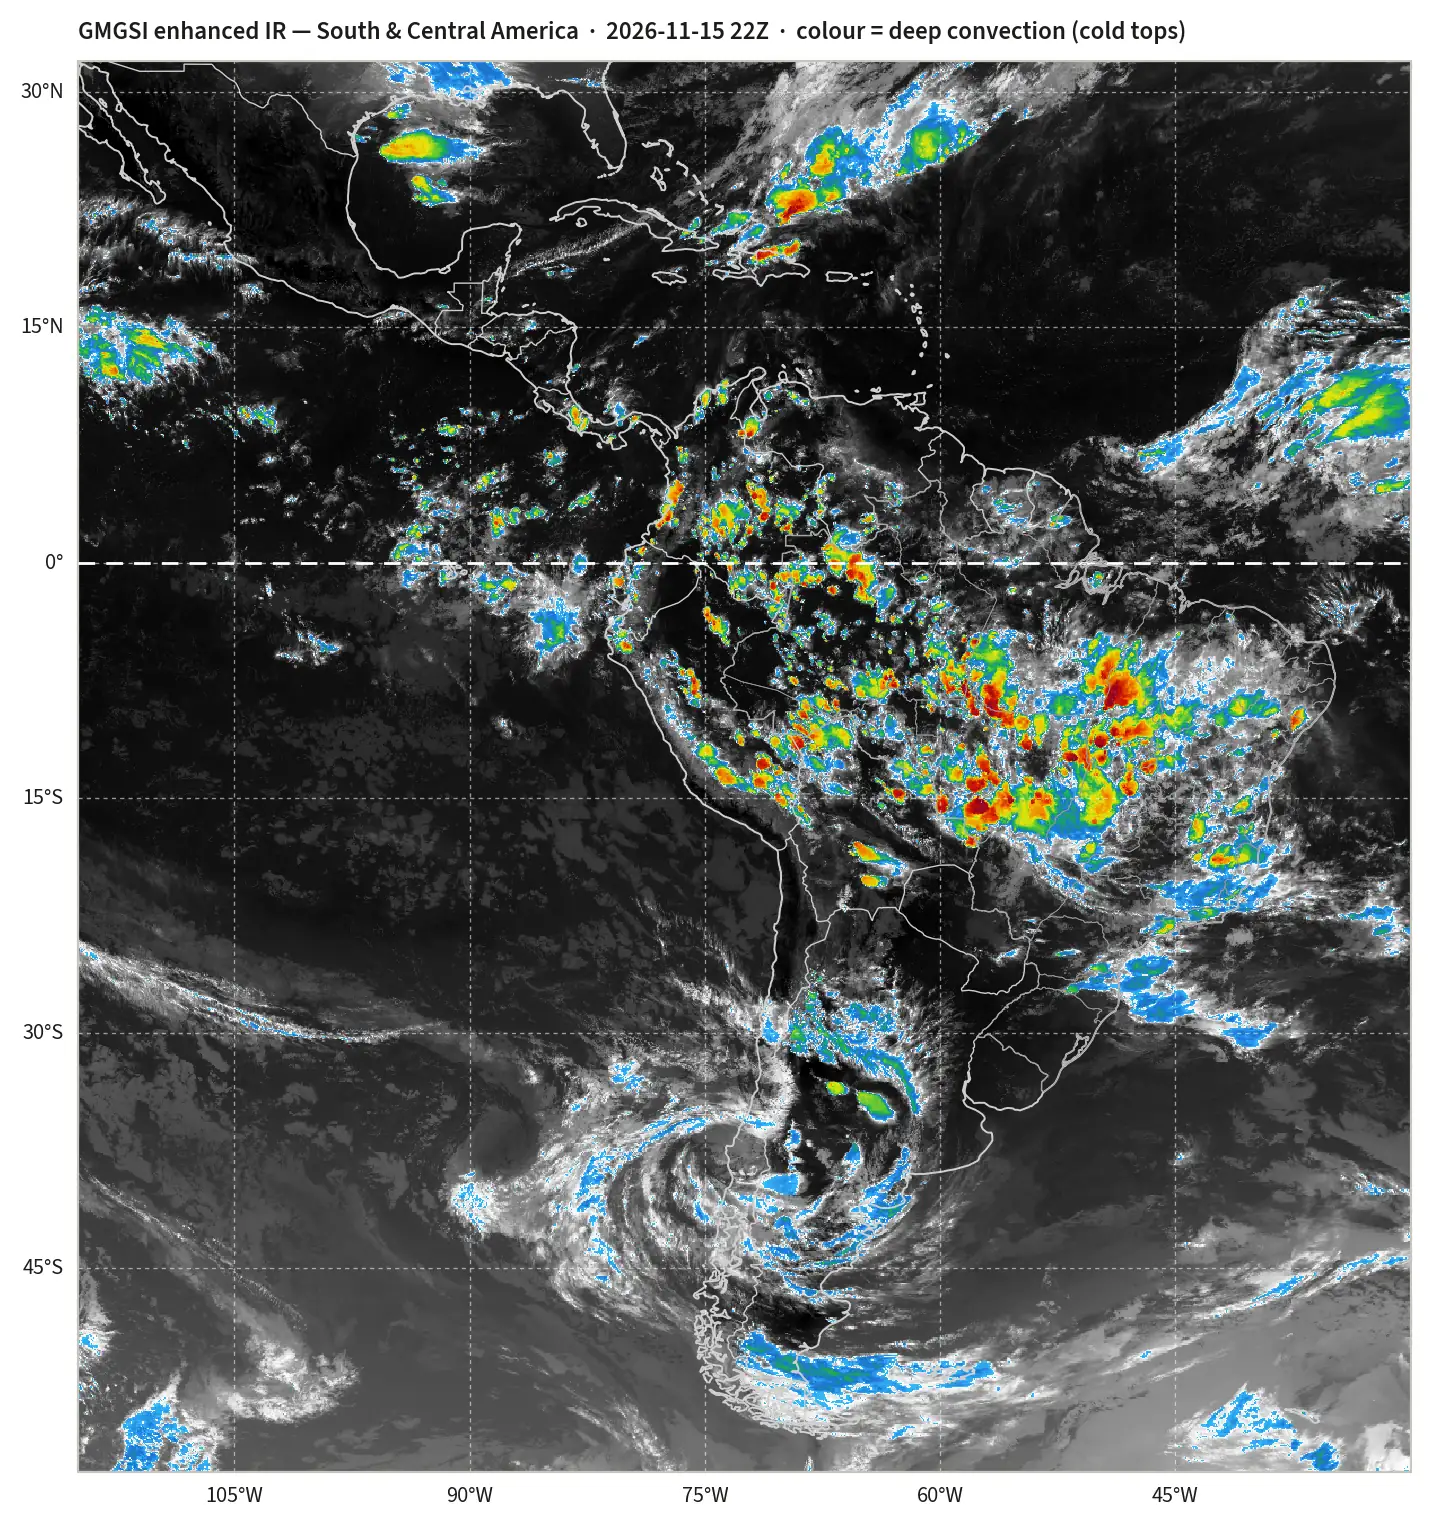 GMGSI enhanced IR — South & Central America · 2026-11-15 22Z · colour = deep convection (cold tops)
30°N
15°N
0°
15°S
30°S
45°S
105°W 90°W 75°W 60°W 45°W